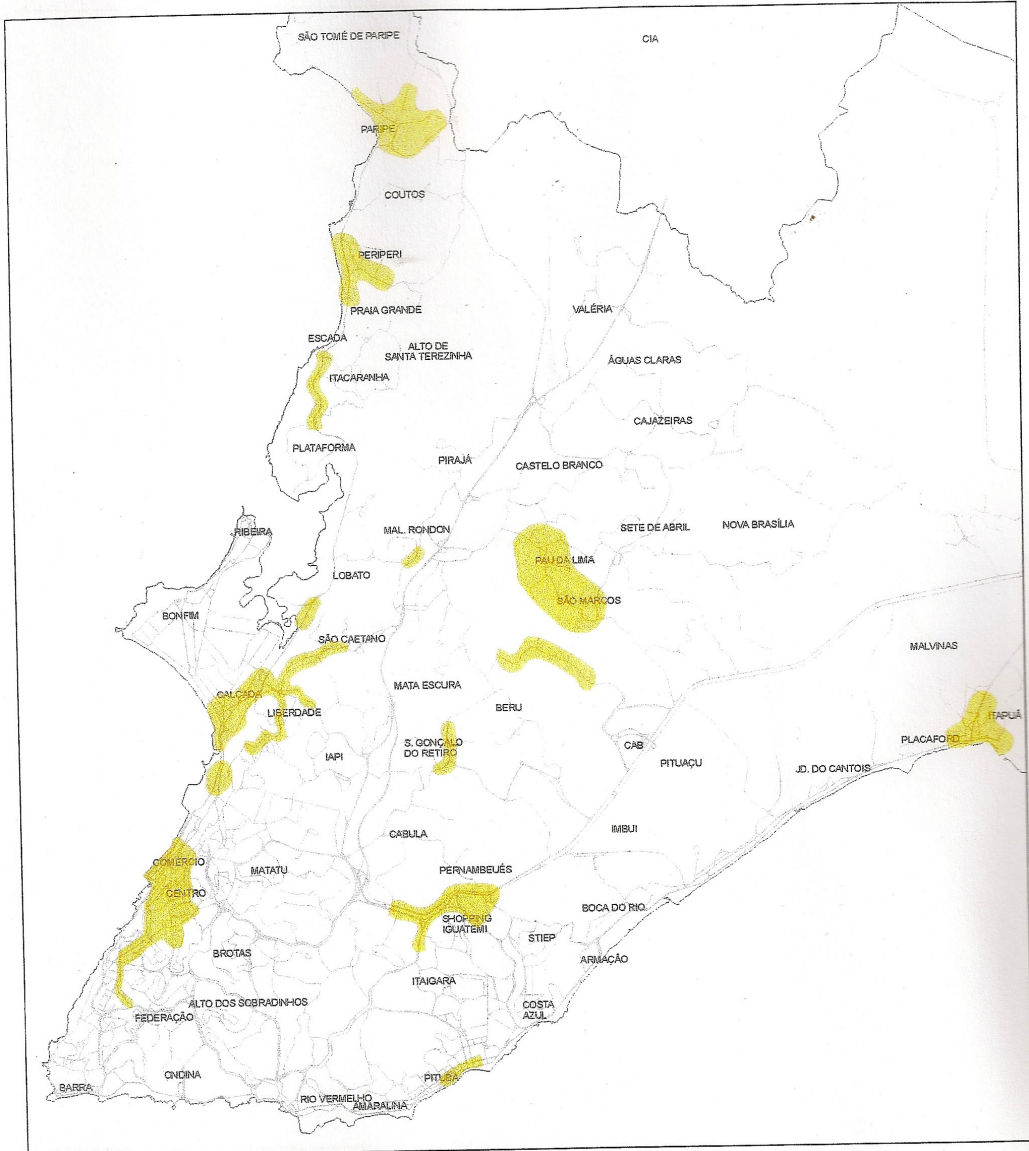 SÃO TOMÉ DE PARIPE
CIA
PARIPE
COUTOS
PERIPERI
PRAIA GRANDE
VALÉRIA
ESCADA
ALTO DE
SANTA TEREZINHA
ÁGUAS CLARAS
ITACARANHA
CAJAZEIRAS
PLATAFORMA
PIRAJÁ
CASTELO BRANCO
RIBEIRA
MAL. RONDON
SETE DE ABRIL
NOVA BRASÍLIA
PAU DA LIMA
LOBATO
SÃO MARCOS
BONFIM
SÃO CAETANO
MALVINAS
CALÇADA
MATA ESCURA
LIBERDADE
BERU
ITAPUÃ
S. GONÇALO
DO RETIRO
CAB
PLACAFORD
IAPI
PITUAÇU
JD. DO CANTOIS
CABULA
IMBUI
COMÉRCIO
MATATU
PERNAMBEUÉS
CENTRO
SHOPPING
IGUATEMI
BOCA DO RIO
STIEP
BROTAS
ARMAÇÃO
ITAIGARA
ALTO DOS SOBRADINHOS
COSTA
AZUL
FEDERAÇÃO
ONDINA
PITUBA
BARRA
RIO VERMELHO
AMARALINA